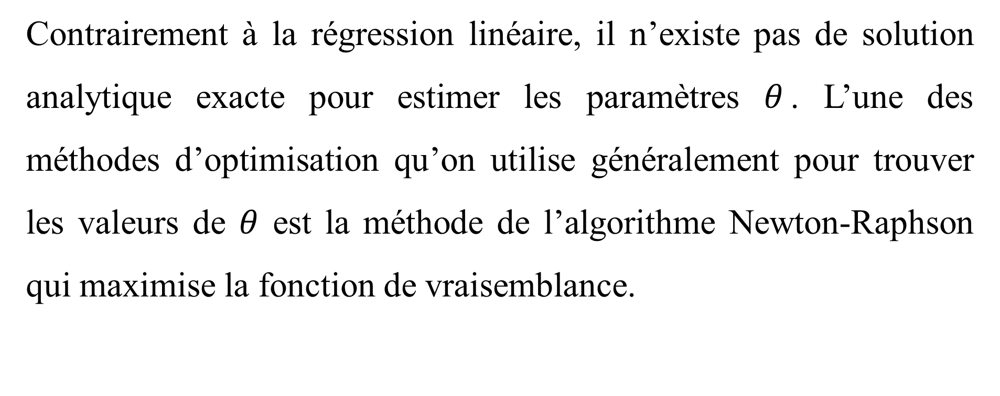 Contrairement à la régression linéaire, il n’existe pas de solution
analytique exacte pour estimer les paramètres θ . L’une des
méthodes d’optimisation qu’on utilise généralement pour trouver
les valeurs de θ est la méthode de l’algorithme Newton-Raphson
qui maximise la fonction de vraisemblance.